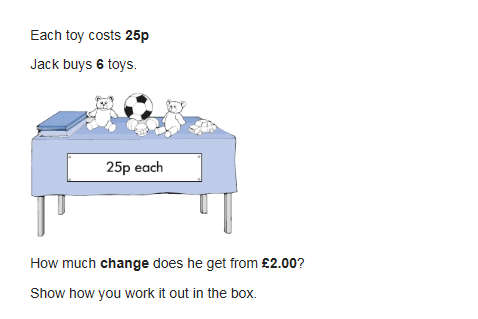 Each toy costs 25p
Jack buys 6 toys.
25p each
How much change does he get from £2.00?
Show how you work it out in the box.